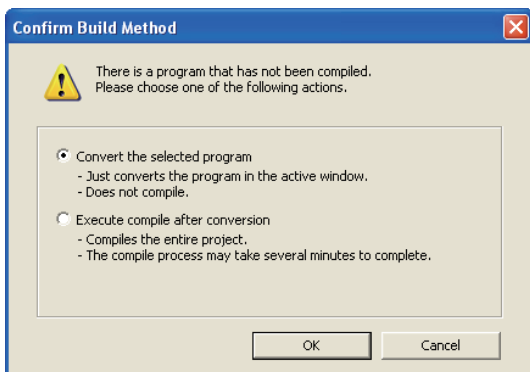 Confirm Build Method
There is a program that has not been compiled.
Please choose one of the following actions.
Convert the selected program
- Just converts the program in the active window.
- Does not compile.
Execute compile after conversion
- Compiles the entire project.
- The compile process may take several minutes to complete.
OK Cancel